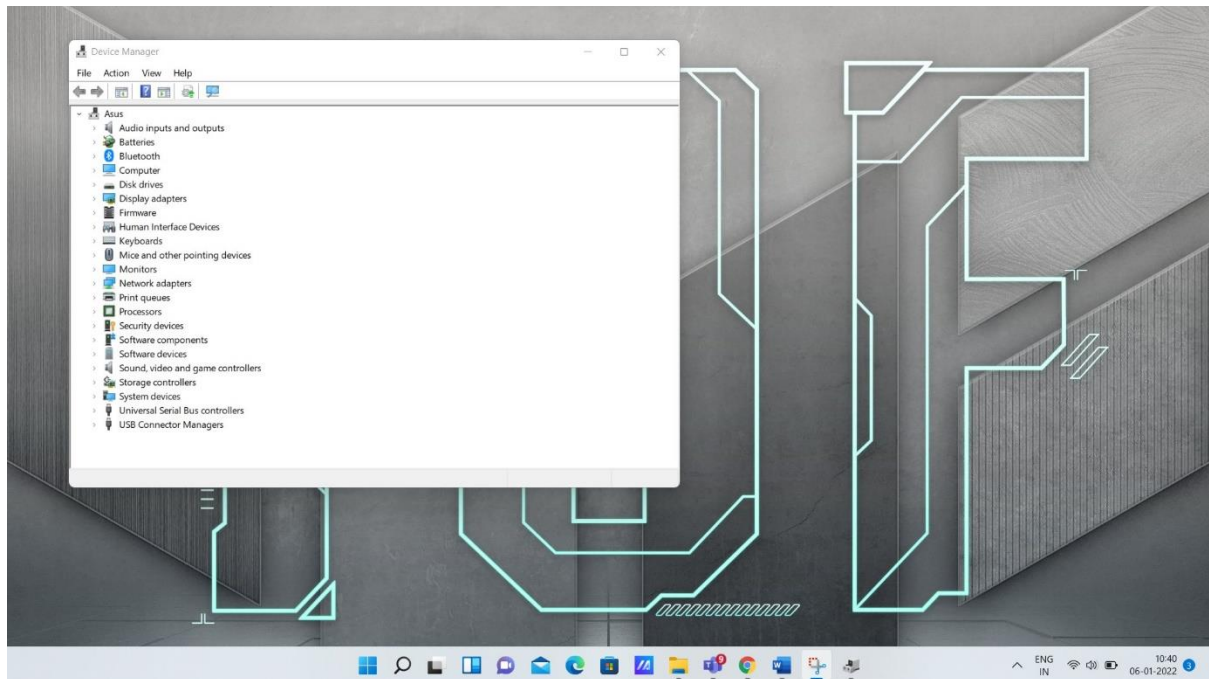 Device Manager
File Action View Help
Asus
Audio inputs and outputs
Batteries
Bluetooth
Computer
Disk drives
Display adapters
Firmware
Human Interface Devices
Keyboards
Mice and other pointing devices
Monitors
Network adapters
Print queues
Processors
Security devices
Software components
Software devices
Sound, video and game controllers
Storage controllers
System devices
Universal Serial Bus controllers
USB Connector Managers
9
ENG
IN
10:40
06-01-2022
3